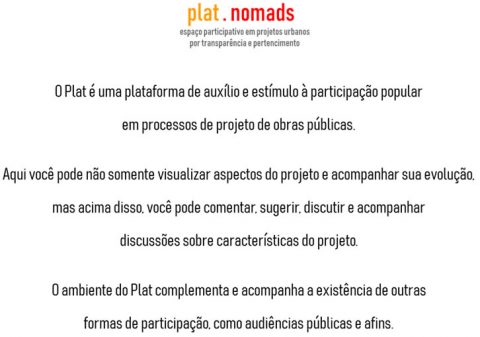 plat . nomads
espaço participativo em projetos urbanos
por transparência e pertencimento
O Plat é uma plataforma de auxílio e estímulo à participação popular
em processos de projeto de obras públicas.
Aqui você pode não somente visualizar aspectos do projeto e acompanhar sua evolução,
mas acima disso, você pode comentar, sugerir, discutir e acompanhar
discussões sobre características do projeto.
O ambiente do Plat complementa e acompanha a existência de outras
formas de participação, como audiências públicas e afins.